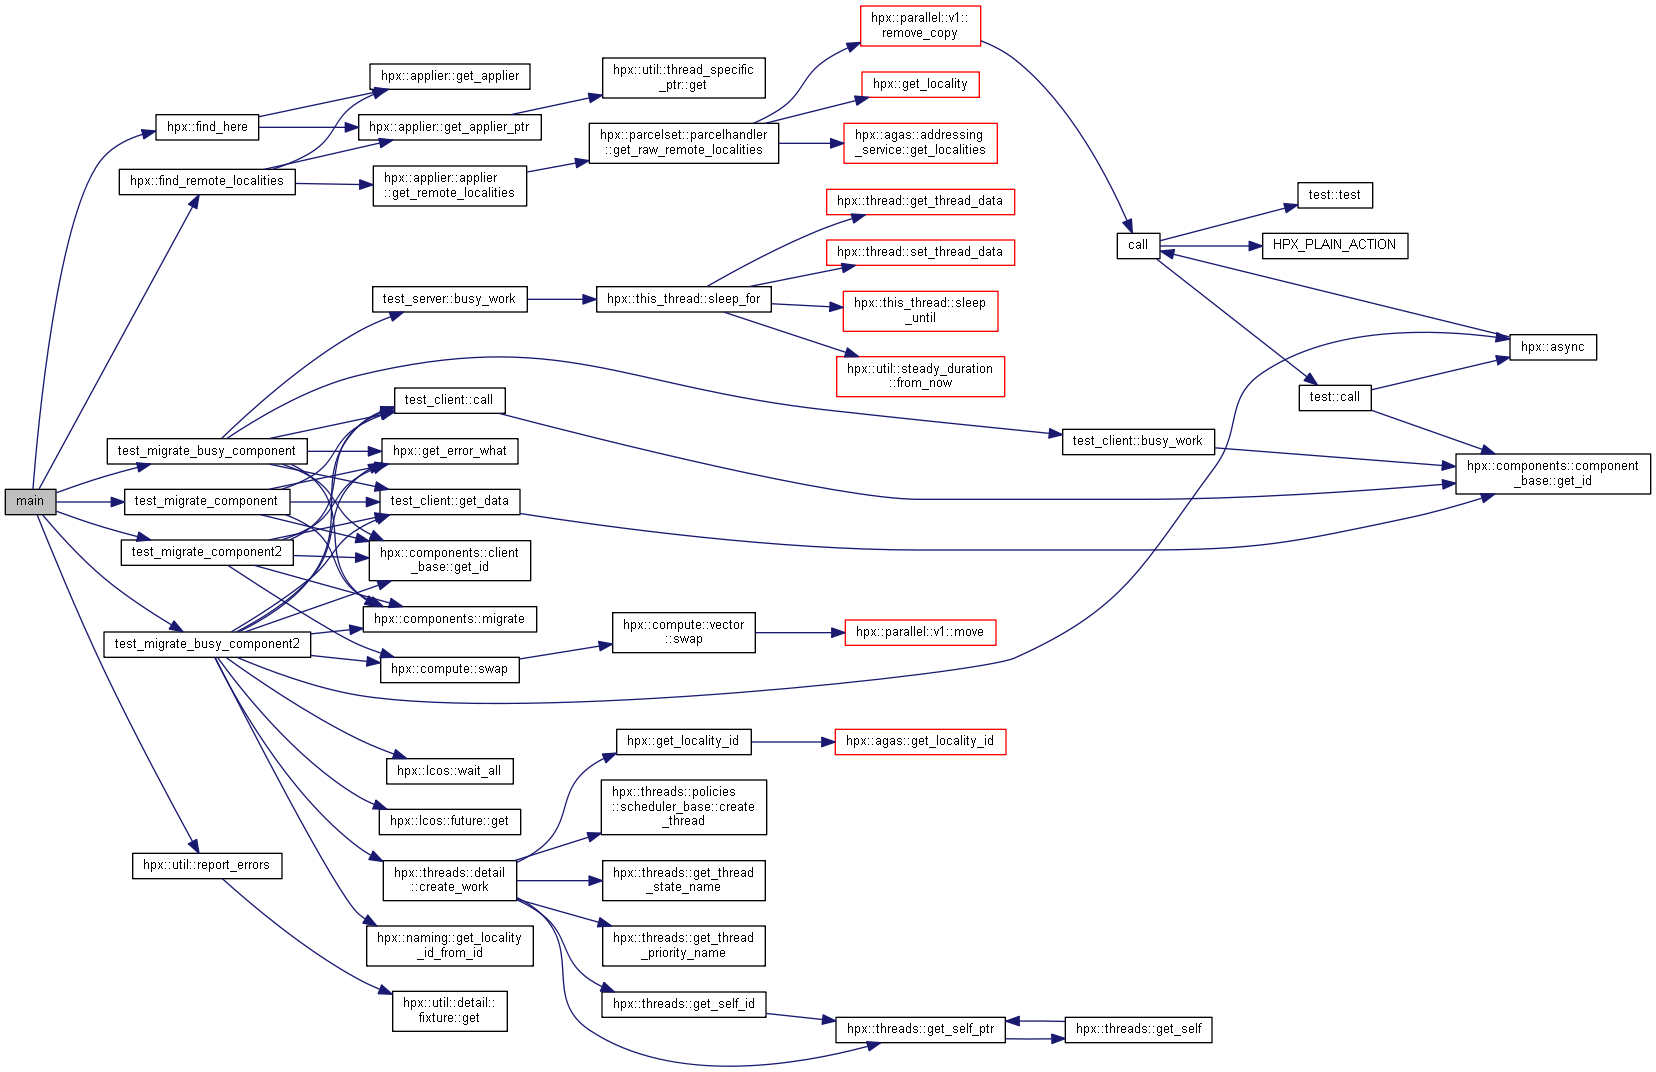 main
hpx::find_here
hpx::find_remote_localities
test_migrate_busy_component
test_migrate_component
test_migrate_component2
test_migrate_busy_component2
hpx::util::report_errors
hpx::applier::get_applier
hpx::applier::get_applier_ptr
hpx::applier::applier
::get_remote_localities
test_server::busy_work
test_client::call
hpx::get_error_what
test_client::get_data
hpx::components::client
_base::get_id
hpx::components::migrate
hpx::compute::swap
hpx::lcos::wait_all
hpx::lcos::future::get
hpx::threads::detail
::create_work
hpx::naming::get_locality
_id_from_id
hpx::util::detail::
fixture::get
hpx::util::thread_specific
_ptr::get
hpx::parcelset::parcelhandler
::get_raw_remote_localities
hpx::this_thread::sleep_for
hpx::compute::vector
::swap
hpx::get_locality_id
hpx::threads::policies
::scheduler_base::create
_thread
hpx::threads::get_thread
_state_name
hpx::threads::get_thread
_priority_name
hpx::threads::get_self_id
hpx::parallel::v1::
remove_copy
hpx::get_locality
hpx::agas::addressing
_service::get_localities
hpx::thread::get_thread_data
hpx::thread::set_thread_data
hpx::this_thread::sleep
_until
hpx::util::steady_duration
::from_now
hpx::parallel::v1::move
hpx::agas::get_locality_id
hpx::threads::get_self_ptr
call
test_client::busy_work
hpx::threads::get_self
test::test
HPX_PLAIN_ACTION
test::call
hpx::async
hpx::components::component
_base::get_id